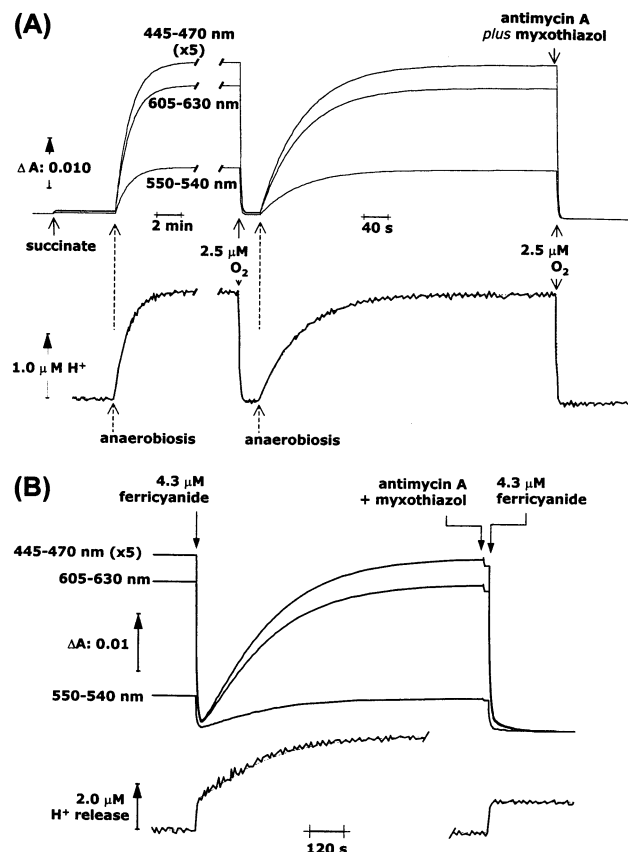 (A)
445-470 nm
(x5)
antimycin A
plus myxothiazol
605-630 nm
Δ A: 0.010
550-540 nm
2 min
40 s
succinate
2.5 μM
O2
2.5 μM
O2
1.0 μ M H+
anaerobiosis
anaerobiosis
(B)
4.3 μM
ferricyanide
antimycin A
+ myxothiazol
4.3 μM
ferricyanide
445-470 nm (x5)
605-630 nm
ΔA: 0.01
550-540 nm
2.0 μM
H+ release
120 s